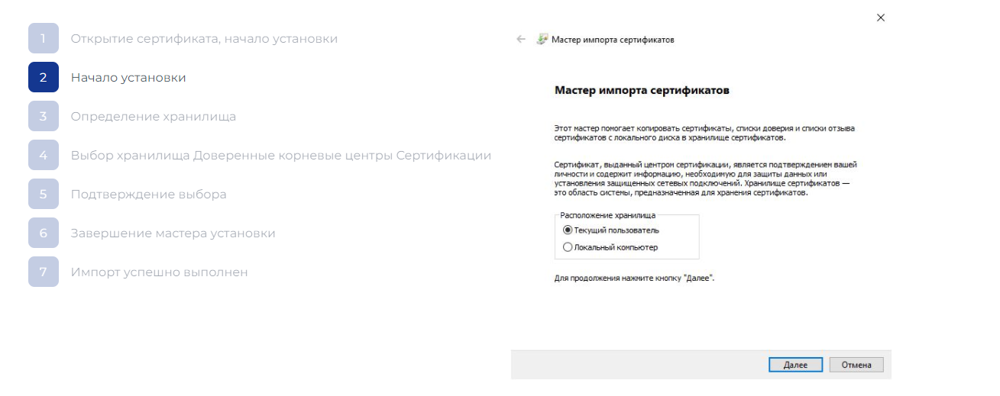 1 Открытие сертификата, начало установки
2 Начало установки
3 Определение хранилища
4 Выбор хранилища Доверенные корневые центры Сертификации
5 Подтверждение выбора
6 Завершение мастера установки
7 Импорт успешно выполнен
Мастер импорта сертификатов
Мастер импорта сертификатов
Этот мастер помогает копировать сертификаты, списки доверия и списки отзыва
сертификатов с локального диска в хранилище сертификатов.
Сертификат, выданный центром сертификации, является подтверждением вашей
личности и содержит информацию, необходимую для защиты данных или
установления защищенных сетевых подключений. Хранилище сертификатов —
это область системы, предназначенная для хранения сертификатов.
Расположение хранилища
Текущий пользователь
Локальный компьютер
Для продолжения нажмите кнопку "Далее".
Далее Отмена